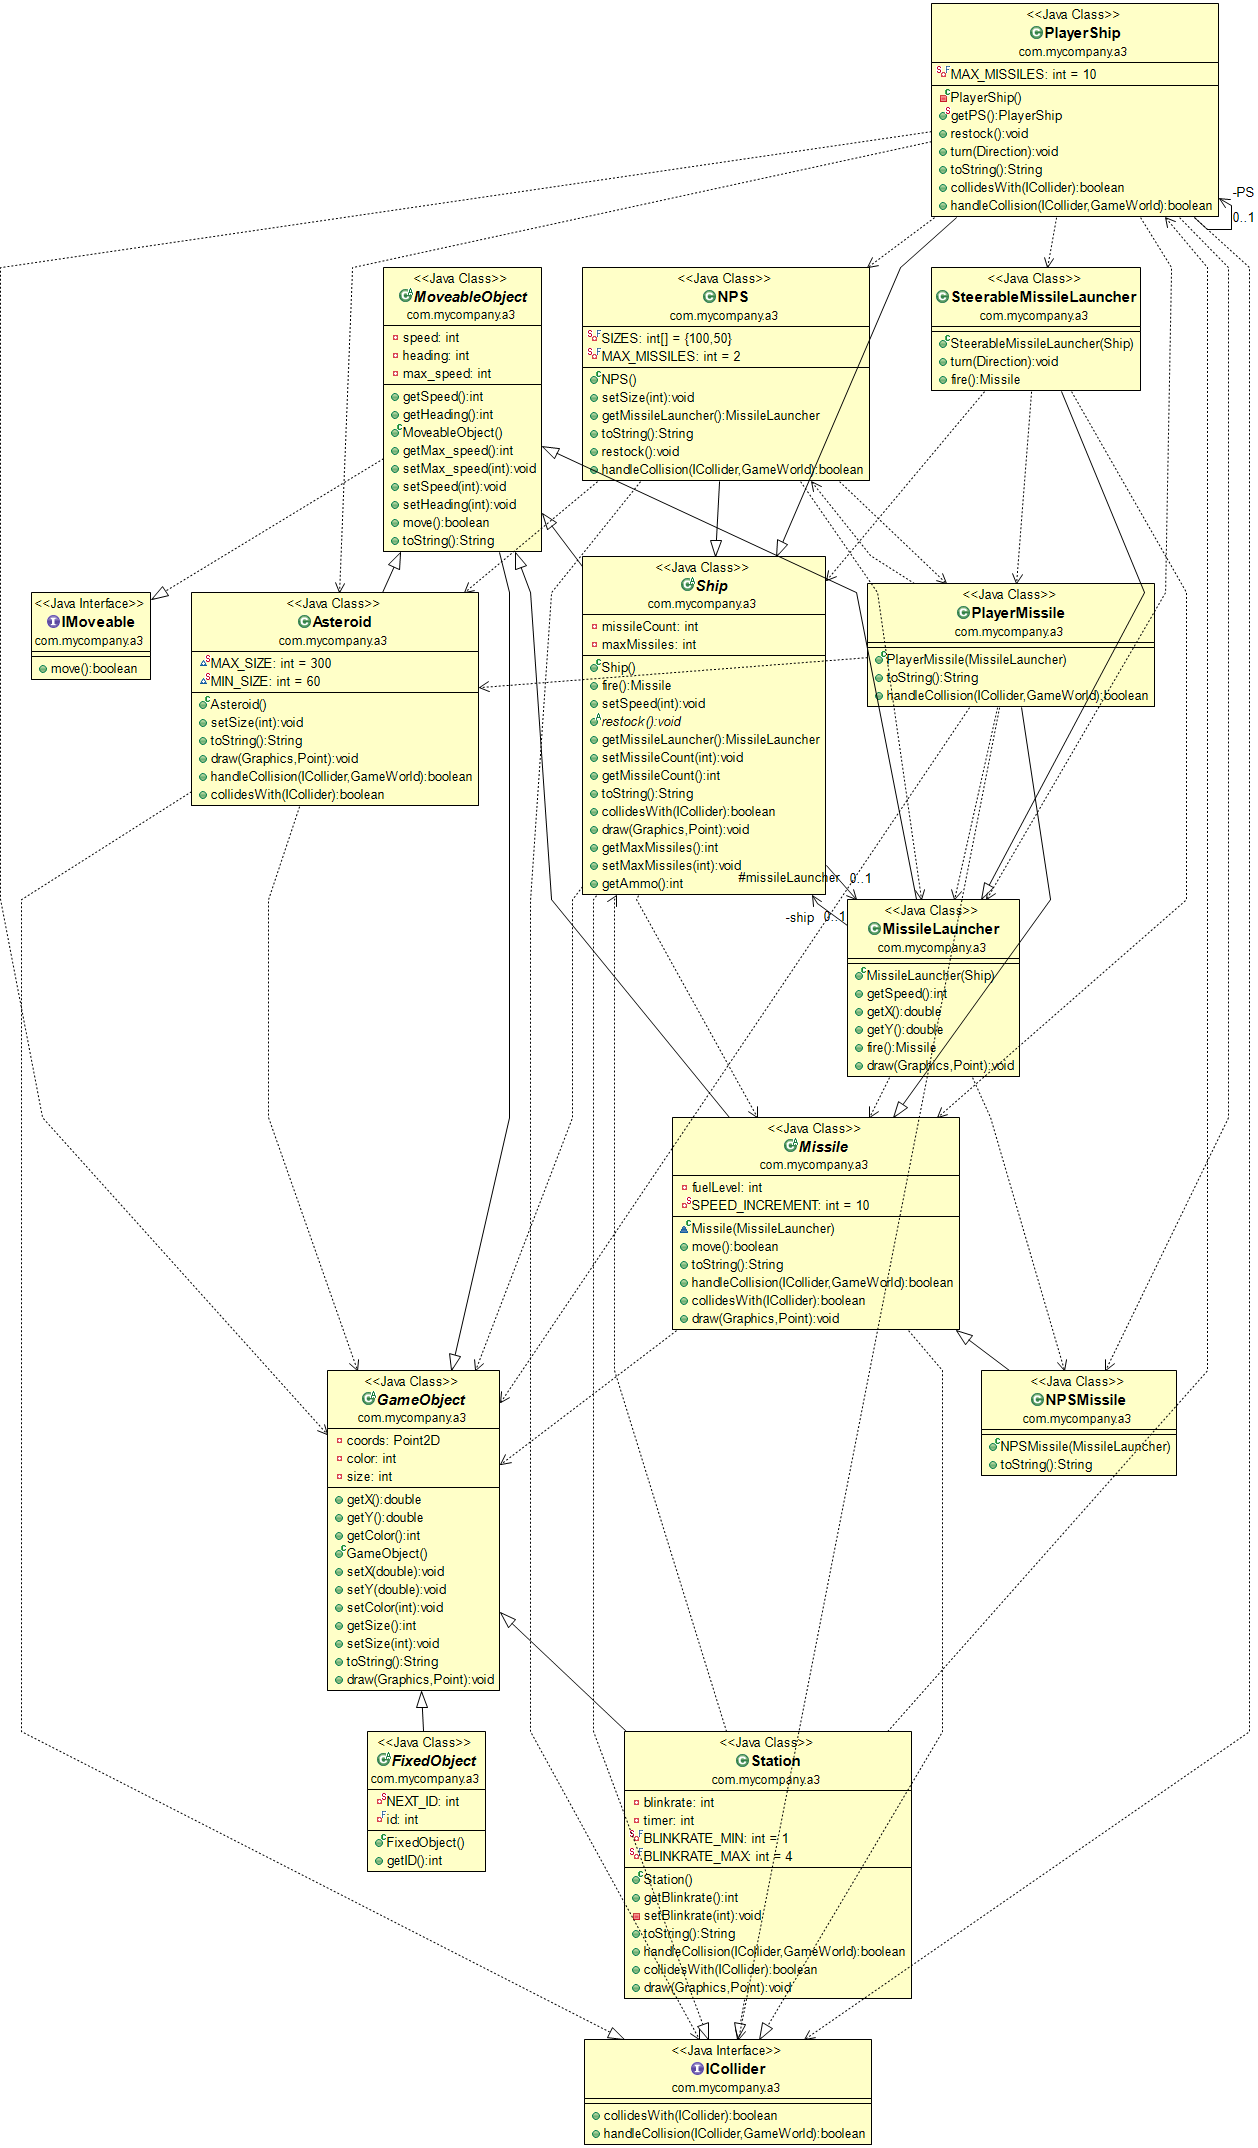 <<Java Class>>
PlayerShip
com.mycompany.a3
MAX_MISSILES: int = 10
PlayerShip()
getPS():PlayerShip
restock():void
turn(Direction):void
toString():String
collidesWith(ICollider):boolean
handleCollision(ICollider,GameWorld):boolean
-PS
0..1
<<Java Class>>
MoveableObject
com.mycompany.a3
speed: int
heading: int
max_speed: int
getSpeed():int
getHeading():int
MoveableObject()
getMax_speed():int
setMax_speed(int):void
setSpeed(int):void
setHeading(int):void
move():boolean
toString():String
<<Java Class>>
NPS
com.mycompany.a3
SIZES: int[] = {100,50}
MAX_MISSILES: int = 2
NPS()
setSize(int):void
getMissileLauncher():MissileLauncher
toString():String
restock():void
handleCollision(ICollider,GameWorld):boolean
<<Java Class>>
SteerableMissileLauncher
com.mycompany.a3
SteerableMissileLauncher(Ship)
turn(Direction):void
fire():Missile
<<Java Interface>>
IMoveable
com.mycompany.a3
move():boolean
<<Java Class>>
Asteroid
com.mycompany.a3
MAX_SIZE: int = 300
MIN_SIZE: int = 60
Asteroid()
setSize(int):void
toString():String
draw(Graphics,Point):void
handleCollision(ICollider,GameWorld):boolean
collidesWith(ICollider):boolean
<<Java Class>>
Ship
com.mycompany.a3
missileCount: int
maxMissiles: int
Ship()
fire():Missile
setSpeed(int):void
restock():void
getMissileLauncher():MissileLauncher
setMissileCount(int):void
getMissileCount():int
toString():String
collidesWith(ICollider):boolean
draw(Graphics,Point):void
getMaxMissiles():int
setMaxMissiles(int):void
getAmmo():int
<<Java Class>>
PlayerMissile
com.mycompany.a3
PlayerMissile(MissileLauncher)
toString():String
handleCollision(ICollider,GameWorld):boolean
#missileLauncher 0..1
-ship 0..1
<<Java Class>>
MissileLauncher
com.mycompany.a3
MissileLauncher(Ship)
getSpeed():int
getX():double
getY():double
fire():Missile
draw(Graphics,Point):void
<<Java Class>>
Missile
com.mycompany.a3
fuelLevel: int
SPEED_INCREMENT: int = 10
Missile(MissileLauncher)
move():boolean
toString():String
handleCollision(ICollider,GameWorld):boolean
collidesWith(ICollider):boolean
draw(Graphics,Point):void
<<Java Class>>
GameObject
com.mycompany.a3
coords: Point2D
color: int
size: int
getX():double
getY():double
getColor():int
GameObject()
setX(double):void
setY(double):void
setColor(int):void
getSize():int
setSize(int):void
toString():String
draw(Graphics,Point):void
<<Java Class>>
NPSMissile
com.mycompany.a3
NPSMissile(MissileLauncher)
toString():String
<<Java Class>>
FixedObject
com.mycompany.a3
NEXT_ID: int
id: int
FixedObject()
getID():int
<<Java Class>>
Station
com.mycompany.a3
blinkrate: int
timer: int
BLINKRATE_MIN: int = 1
BLINKRATE_MAX: int = 4
Station()
getBlinkrate():int
setBlinkrate(int):void
toString():String
handleCollision(ICollider,GameWorld):boolean
collidesWith(ICollider):boolean
draw(Graphics,Point):void
<<Java Interface>>
ICollider
com.mycompany.a3
collidesWith(ICollider):boolean
handleCollision(ICollider,GameWorld):boolean